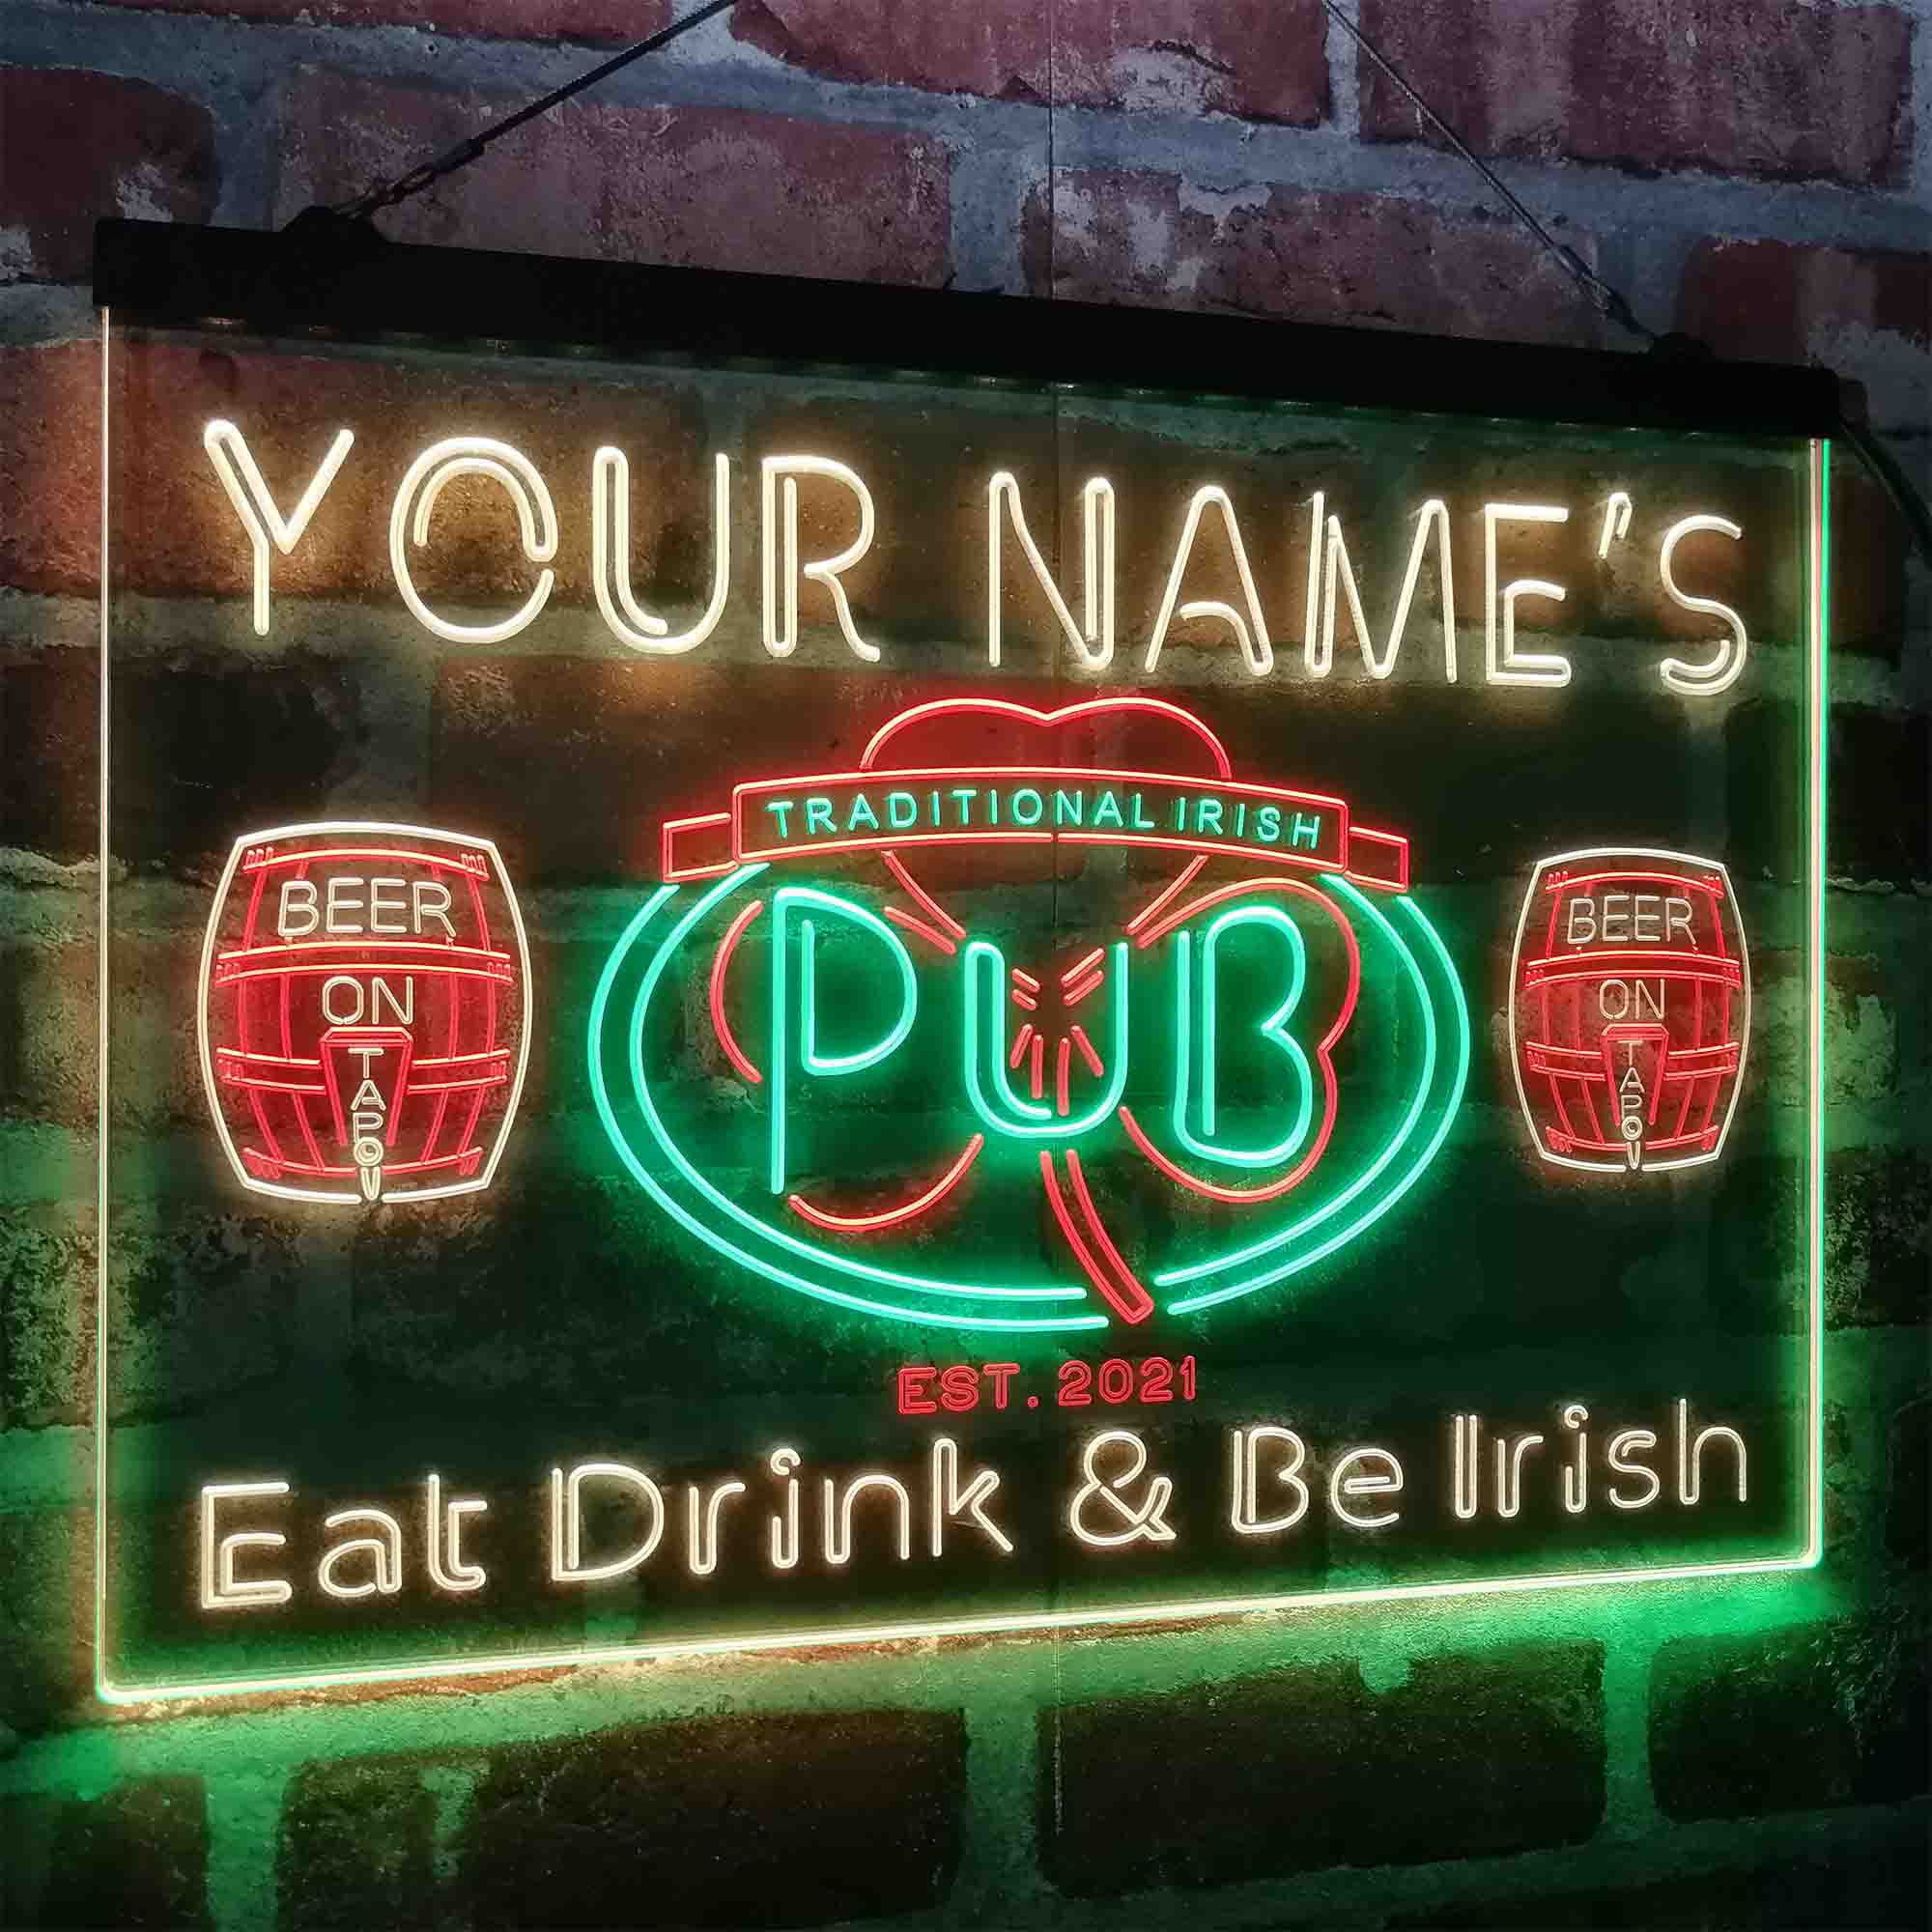 YOUR NAME'S
TRADITIONAL IRISH
PUB
BEER
ON
TAP
BEER
ON
TAP
EST. 2021
Eat Drink & Be Irish